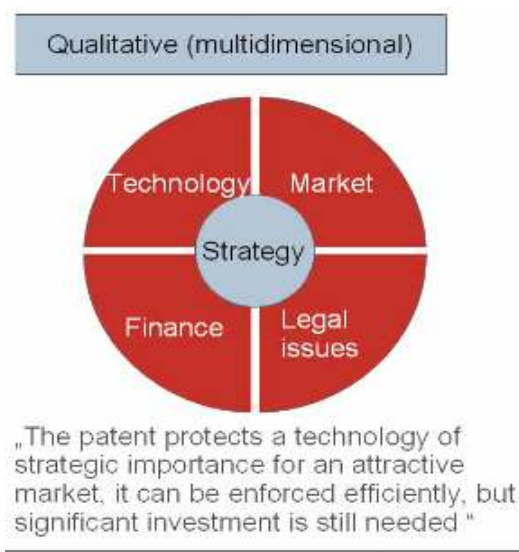 Qualitative (multidimensional)
Technology
Market
Strategy
Finance
Legal
issues
„The patent protects a technology of
strategic importance for an attractive
market, it can be enforced efficiently, but
significant investment is still needed “